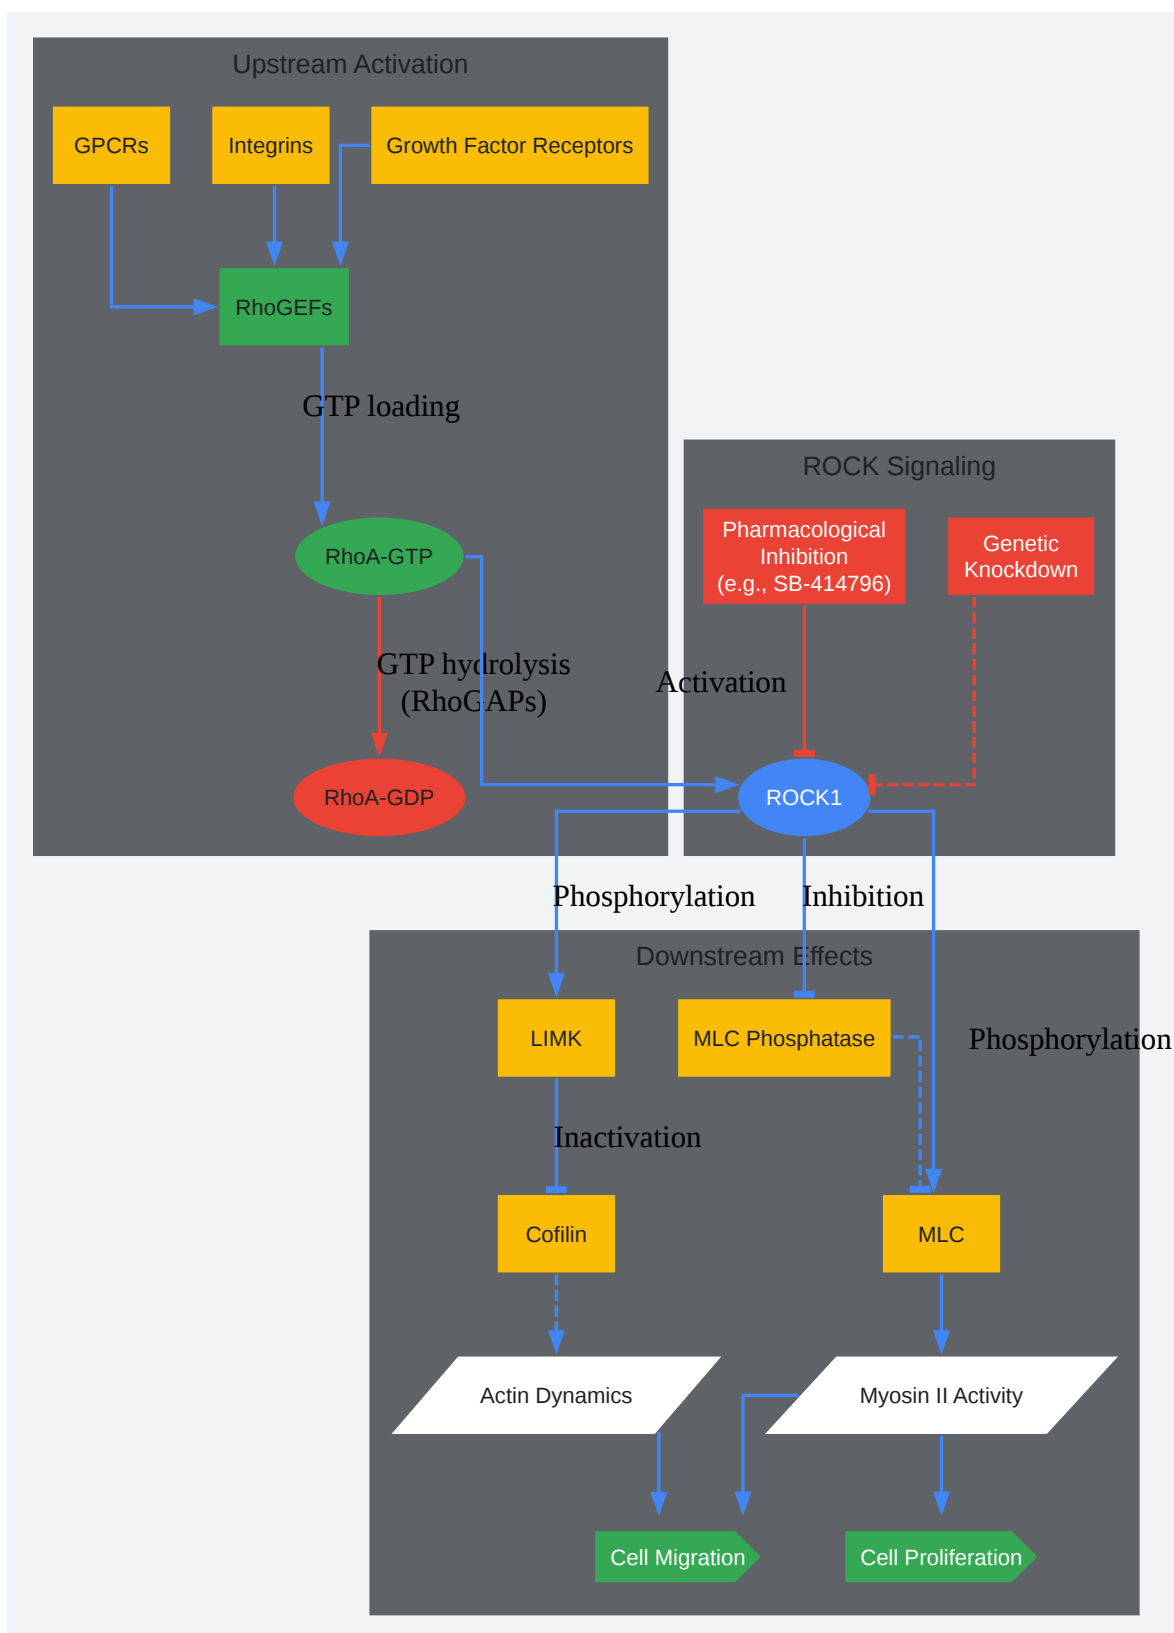 Upstream Activation
GPCRs
Integrins
Growth Factor Receptors
RhoGEFs
GTP loading
ROCK Signaling
Pharmacological
Inhibition
(e.g., SB-414796)
Genetic
Knockdown
RhoA-GTP
GTP hydrolysis
(RhoGAPs)
Activation
RhoA-GDP
ROCK1
Phosphorylation
Inhibition
Downstream Effects
LIMK
MLC Phosphatase
Phosphorylation
Inactivation
Cofilin
MLC
Actin Dynamics
Myosin II Activity
Cell Migration
Cell Proliferation